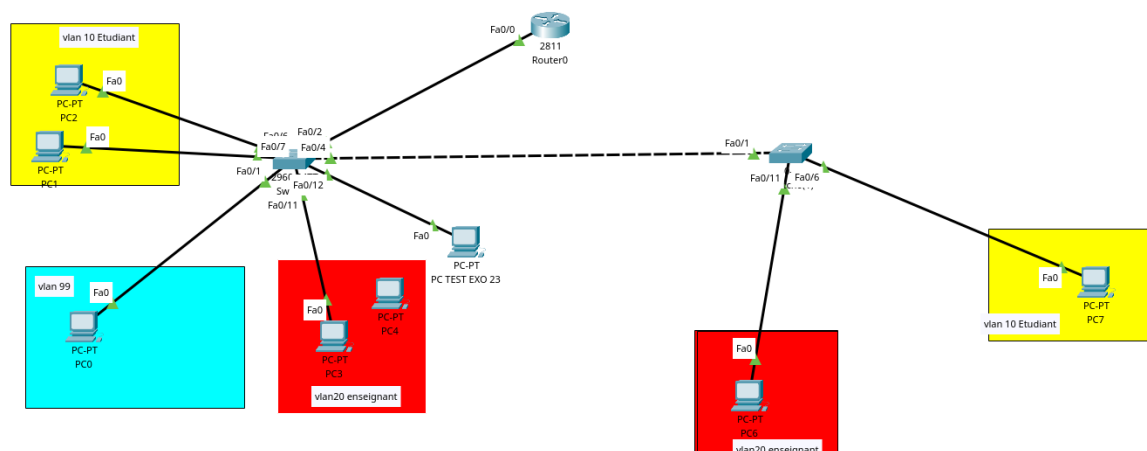 Fa0/0
2811
Router0
vlan 10 Etudiant
Fa0
PC-PT
PC2
Fa0
PC-PT
PC1
Fa0/7
Fa0/2
Fa0/4
Fa0/1
Fa0/12
Fa0/11
Fa0
PC-PT
PC TEST EXO 23
Fa0/1
Fa0/11
Fa0/6
vlan 99
Fa0
PC-PT
PC0
Fa0
PC-PT
PC4
PC-PT
PC3
vlan20 enseignant
Fa0
PC-PT
PC7
vlan 10 Etudiant
Fa0
PC-PT
PC6
vlan20 enseignant